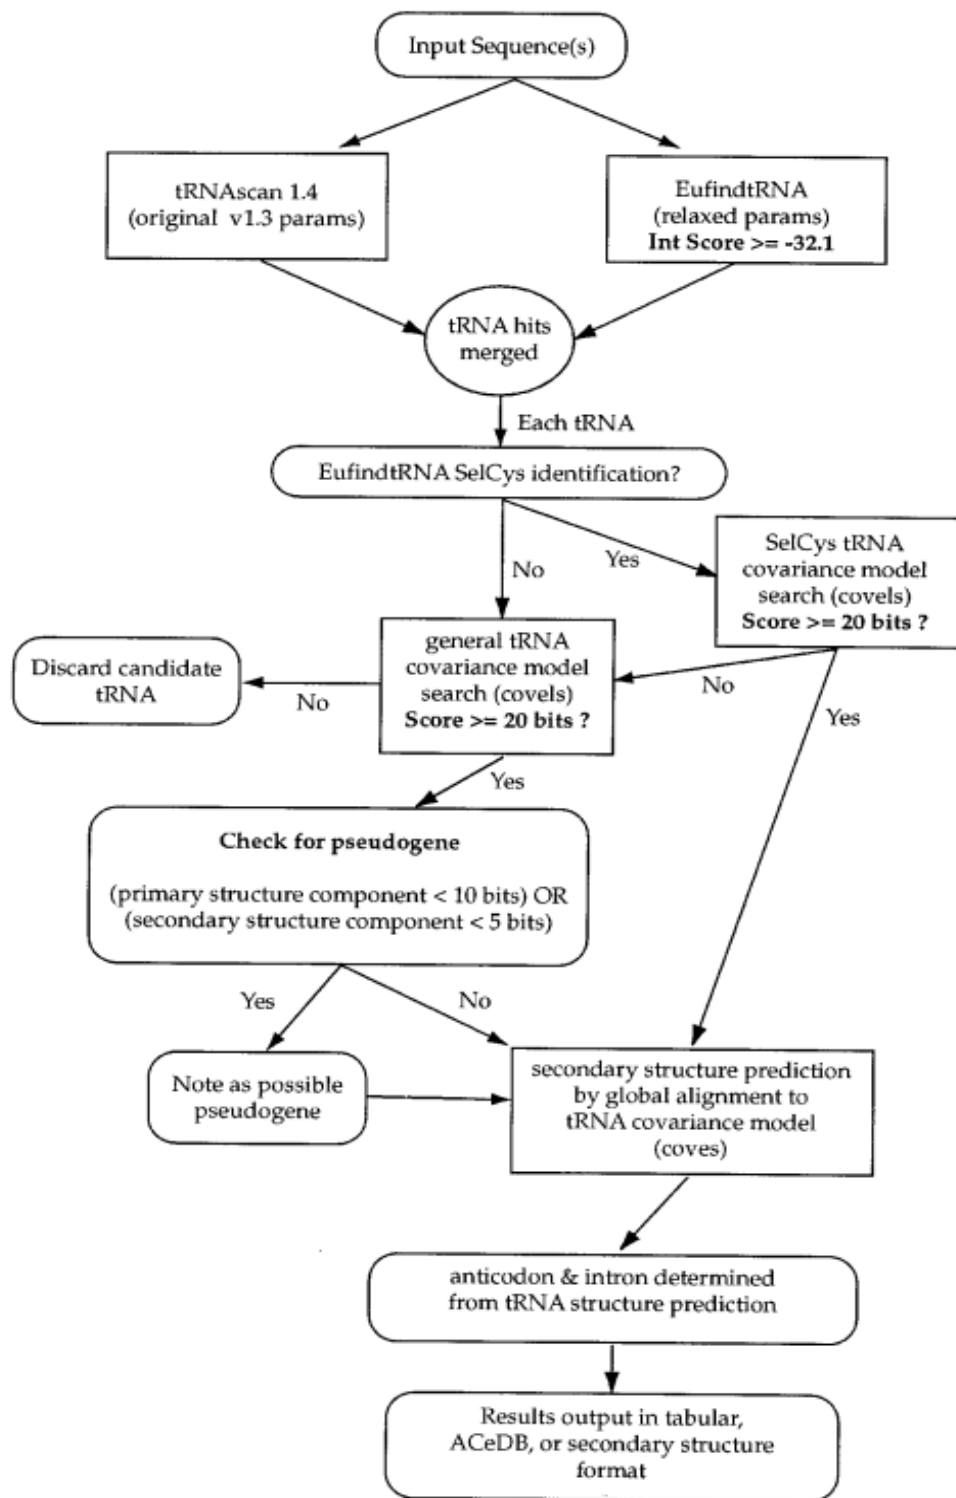 Input Sequence(s)
tRNAscan 1.4
(original v1.3 params)
EufindtRNA
(relaxed params)
Int Score >= -32.1
tRNA hits
merged
Each tRNA
EufindtRNA SelCys identification?
No
Yes
SelCys tRNA
covariance model
search (covels)
Score >= 20 bits ?
general tRNA
covariance model
search (covels)
Score >= 20 bits ?
Discard candidate
tRNA
No
No
Yes
Yes
Check for pseudogene
(primary structure component < 10 bits) OR
(secondary structure component < 5 bits)
Yes
No
Note as possible
pseudogene
secondary structure prediction
by global alignment to
tRNA covariance model
(coves)
anticodon & intron determined
from tRNA structure prediction
Results output in tabular,
ACeDB, or secondary structure
format